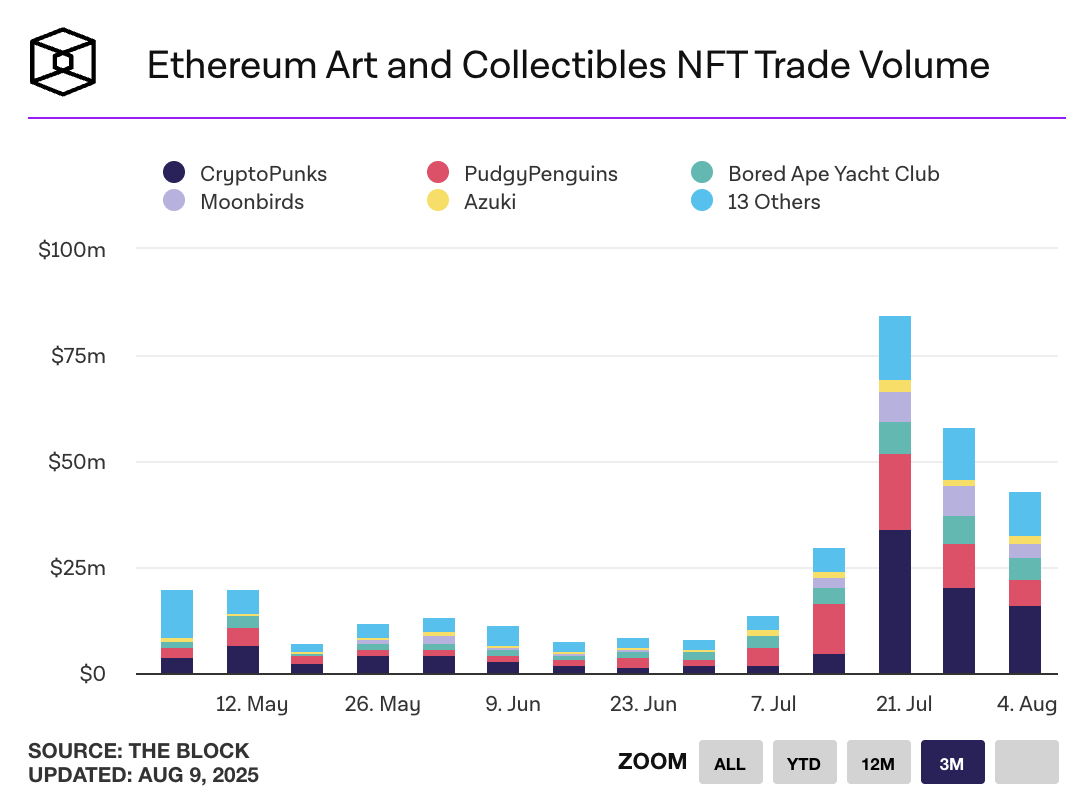 Ethereum Art and Collectibles NFT Trade Volume
CryptoPunks PudgyPenguins Bored Ape Yacht Club
Moonbirds Azuki 13 Others
$100m
$75m
$50m
$25m
$0
12. May 26. May 9. Jun 23. Jun 7. Jul 21. Jul 4. Aug
SOURCE: THE BLOCK
UPDATED: AUG 9, 2025
ZOOM ALL YTD 12M 3M